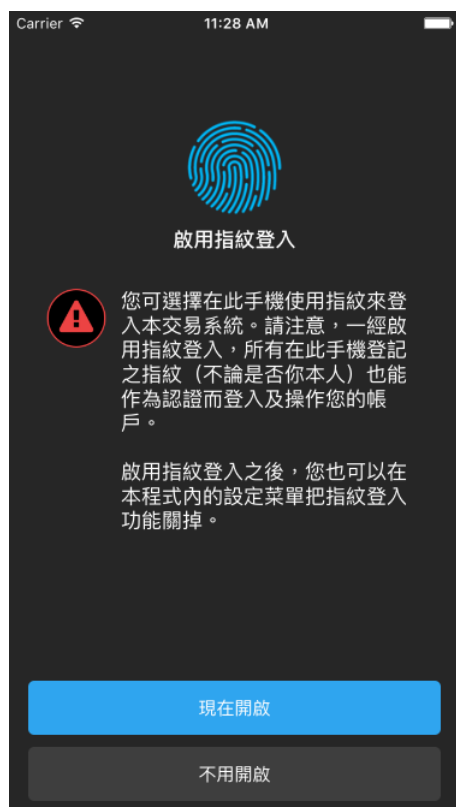 Carrier
11:28 AM
啟用指紋登入
您可選擇在此手機使用指紋來登
入本交易系統。請注意，一經啟
用指紋登入，所有在此手機登記
之指紋（不論是否你本人）也能
作為認證而登入及操作您的帳
戶。
啟用指紋登入之後，您也可以在
本程式內的設定菜單把指紋登入
功能關掉。
現在開啟
不用開啟